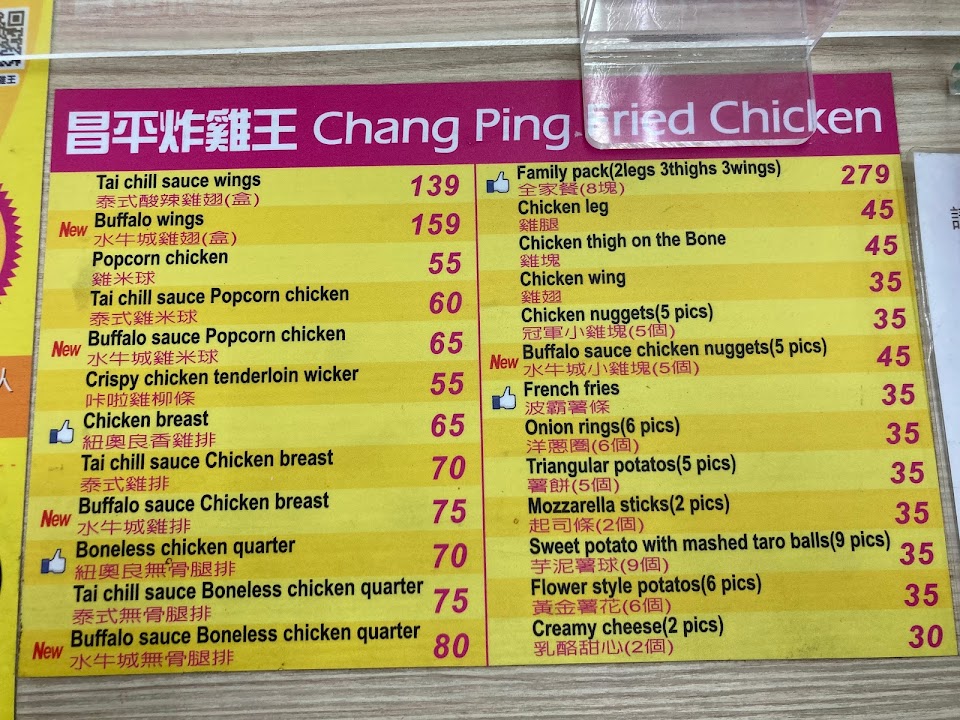 昌平炸雞王 Chang Ping Fried Chicken
Tai chill sauce wings 139
泰式酸辣雞翅(盒)
New Buffalo wings 159
水牛城雞翅(盒)
Popcorn chicken 55
雞米球
Tai chill sauce Popcorn chicken 60
泰式雞米球
New Buffalo sauce Popcorn chicken 65
水牛城雞米球
Crispy chicken tenderloin wicker 55
咔啦雞柳條
Chicken breast 65
紐奧良香雞排
Tai chill sauce Chicken breast 70
泰式雞排
New Buffalo sauce Chicken breast 75
水牛城雞排
Boneless chicken quarter 70
紐奧良無骨腿排
Tai chill sauce Boneless chicken quarter 75
泰式無骨腿排
New Buffalo sauce Boneless chicken quarter 80
水牛城無骨腿排
Family pack(2legs 3thighs 3wings) 279
全家餐(8塊)
Chicken leg 45
雞腿
Chicken thigh on the Bone 45
雞塊
Chicken wing 35
雞翅
Chicken nuggets(5 pics) 35
冠軍小雞塊(5個)
New Buffalo sauce chicken nuggets(5 pics) 45
水牛城小雞塊(5個)
French fries 35
波霸薯條
Onion rings(6 pics) 35
洋蔥圈(6個)
Triangular potatos(5 pics) 35
薯餅(5個)
Mozzarella sticks(2 pics) 35
起司條(2個)
Sweet potato with mashed taro balls(9 pics) 35
芋泥薯球(9個)
Flower style potatos(6 pics) 35
黃金薯花(6個)
Creamy cheese(2 pics) 30
乳酪甜心(2個)